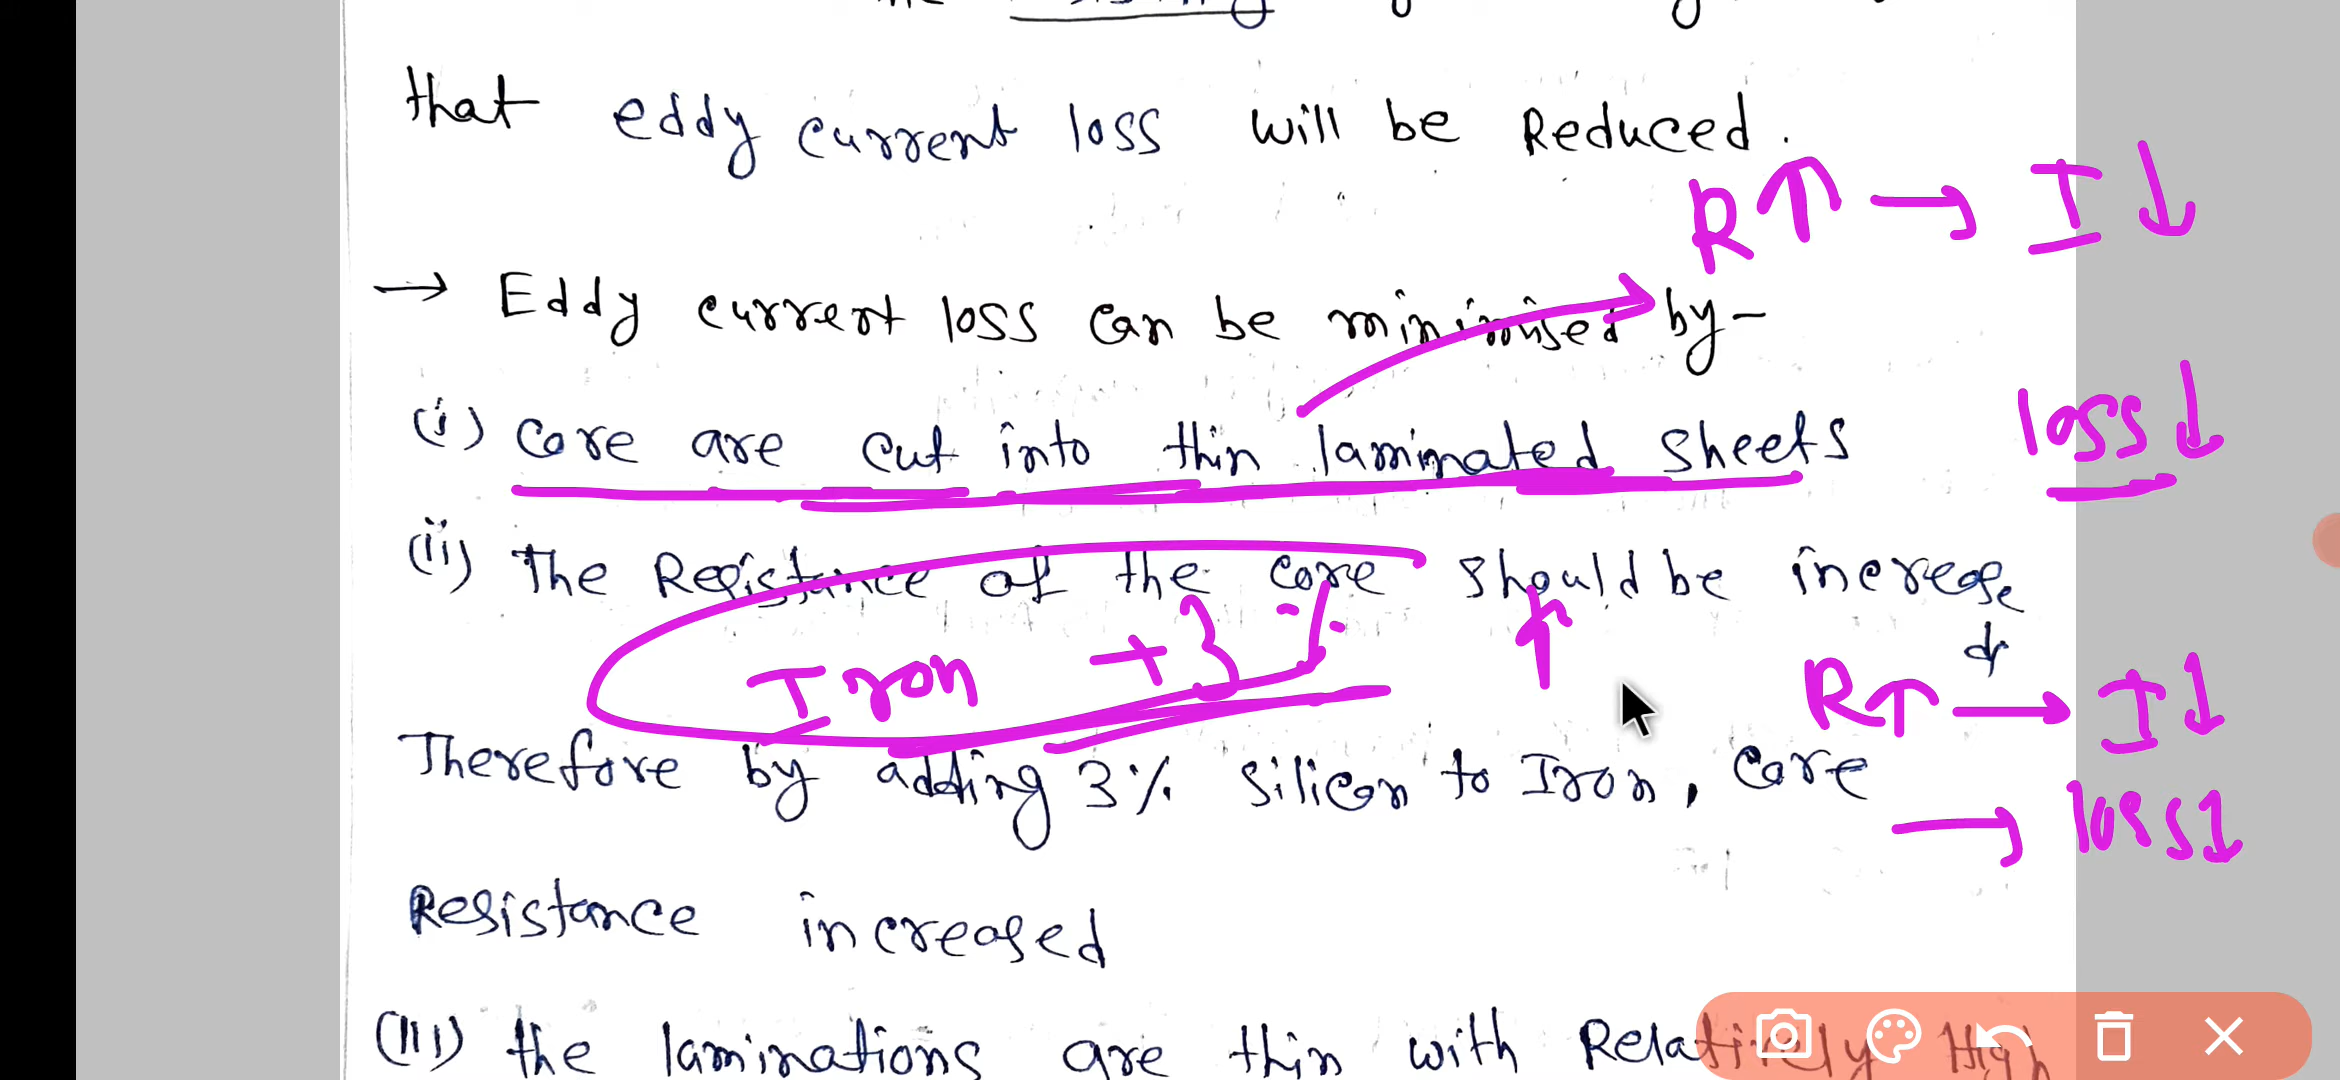 that eddy current loss will be Reduced.
R↑ → I↓
→ Eddy current loss can be minimised by-
(i) Core are cut into thin laminated sheets
loss↓
(ii) The Resistance of the core should be increase
d
Iron + 3%
R↑ → I↓
Therefore by adding 3% Silicon to Iron, Core
→ loss↓
Resistance increased
(iii) the laminations are thin with Relatively High